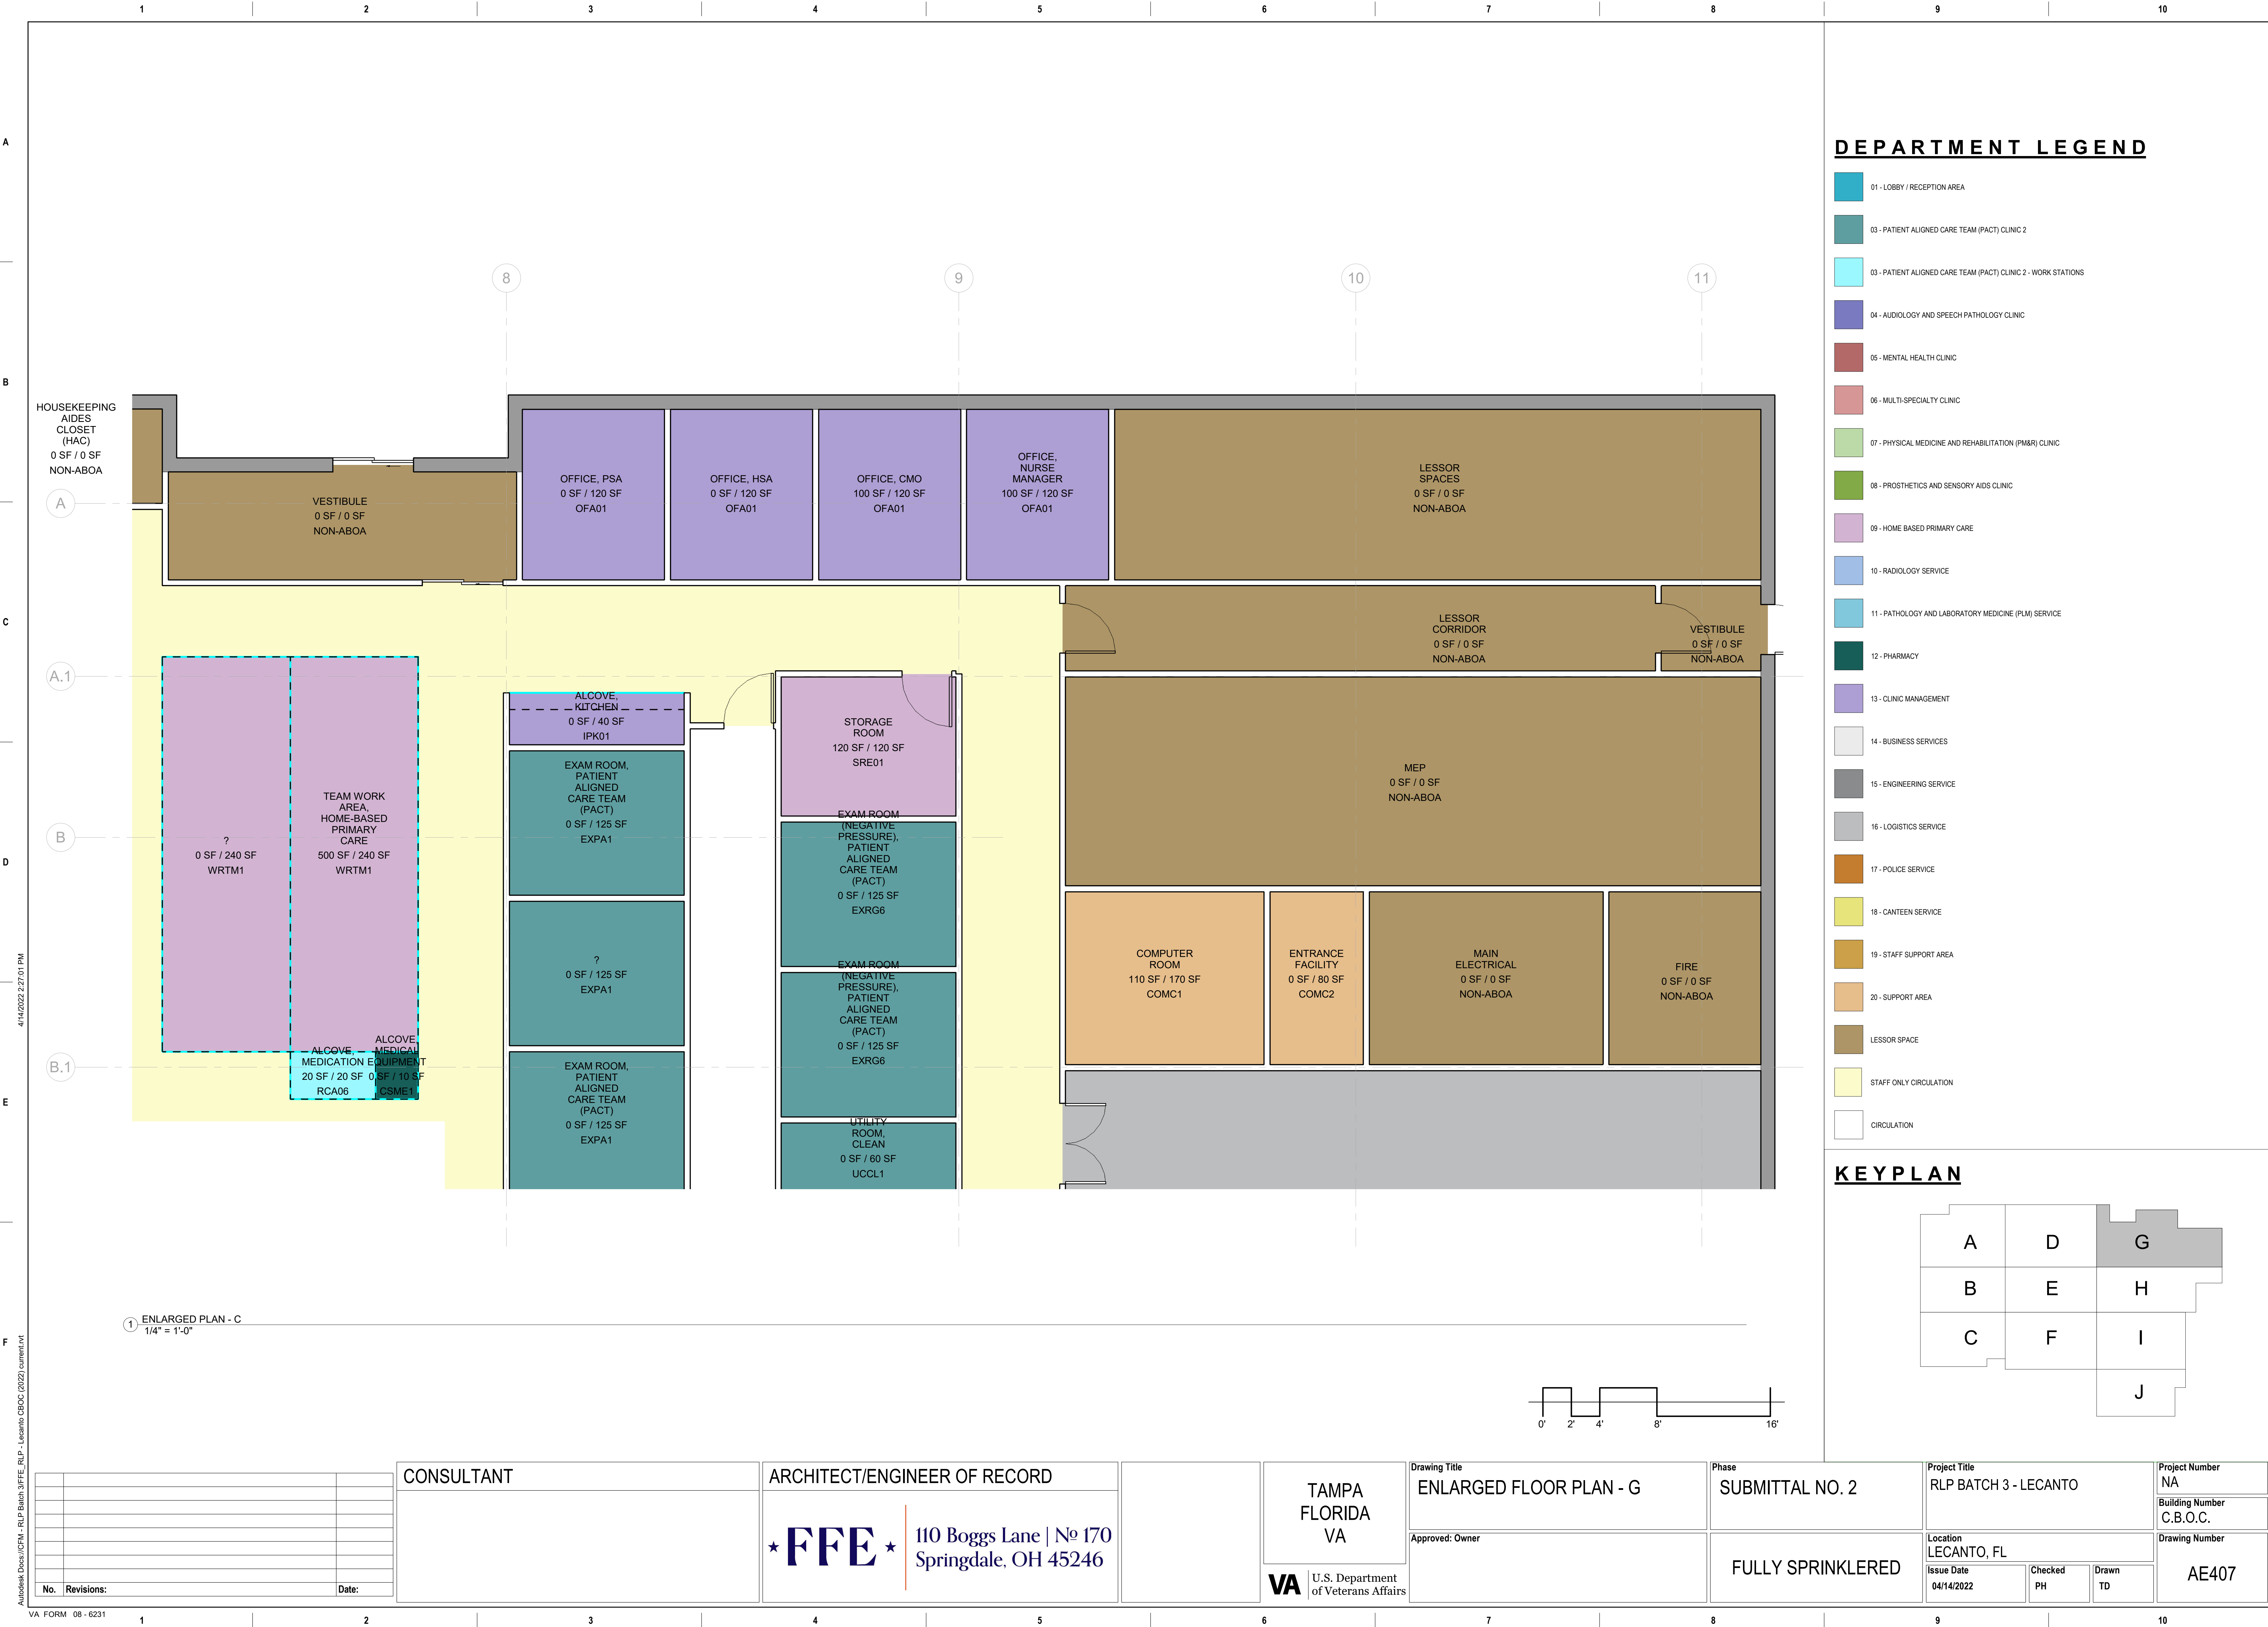 1 2 3 4 5 6 7 8 9 10
A
B
C
D
E
F
8 9 10 11
A
A.1
B
B.1
HOUSEKEEPING
AIDES
CLOSET
(HAC)
0 SF / 0 SF
NON-ABOA
VESTIBULE
0 SF / 0 SF
NON-ABOA
OFFICE, PSA
0 SF / 120 SF
OFA01
OFFICE, HSA
0 SF / 120 SF
OFA01
OFFICE, CMO
100 SF / 120 SF
OFA01
OFFICE,
NURSE
MANAGER
100 SF / 120 SF
OFA01
LESSOR
SPACES
0 SF / 0 SF
NON-ABOA
LESSOR
CORRIDOR
0 SF / 0 SF
NON-ABOA
VESTIBULE
0 SF / 0 SF
NON-ABOA
ALCOVE,
KITCHEN
0 SF / 40 SF
IPK01
STORAGE
ROOM
120 SF / 120 SF
SRE01
MEP
0 SF / 0 SF
NON-ABOA
?
0 SF / 240 SF
WRTM1
TEAM WORK
AREA,
HOME-BASED
PRIMARY
CARE
500 SF / 240 SF
WRTM1
EXAM ROOM,
PATIENT
ALIGNED
CARE TEAM
(PACT)
0 SF / 125 SF
EXPA1
EXAM ROOM
(NEGATIVE
PRESSURE),
PATIENT
ALIGNED
CARE TEAM
(PACT)
0 SF / 125 SF
EXRG6
?
0 SF / 125 SF
EXPA1
EXAM ROOM
(NEGATIVE
PRESSURE),
PATIENT
ALIGNED
CARE TEAM
(PACT)
0 SF / 125 SF
EXRG6
COMPUTER
ROOM
110 SF / 170 SF
COMC1
ENTRANCE
FACILITY
0 SF / 80 SF
COMC2
MAIN
ELECTRICAL
0 SF / 0 SF
NON-ABOA
FIRE
0 SF / 0 SF
NON-ABOA
ALCOVE,
MEDICATION
20 SF / 20 SF
RCA06
ALCOVE,
MEDICAL
EQUIPMENT
0 SF / 10 SF
CSME1
EXAM ROOM,
PATIENT
ALIGNED
CARE TEAM
(PACT)
0 SF / 125 SF
EXPA1
UTILITY
ROOM,
CLEAN
0 SF / 60 SF
UCCL1
1 ENLARGED PLAN - C
1/4" = 1'-0"
0' 2' 4' 8' 16'
DEPARTMENT LEGEND
01 - LOBBY / RECEPTION AREA
03 - PATIENT ALIGNED CARE TEAM (PACT) CLINIC 2
03 - PATIENT ALIGNED CARE TEAM (PACT) CLINIC 2 - WORK STATIONS
04 - AUDIOLOGY AND SPEECH PATHOLOGY CLINIC
05 - MENTAL HEALTH CLINIC
06 - MULTI-SPECIALTY CLINIC
07 - PHYSICAL MEDICINE AND REHABILITATION (PM&R) CLINIC
08 - PROSTHETICS AND SENSORY AIDS CLINIC
09 - HOME BASED PRIMARY CARE
10 - RADIOLOGY SERVICE
11 - PATHOLOGY AND LABORATORY MEDICINE (PLM) SERVICE
12 - PHARMACY
13 - CLINIC MANAGEMENT
14 - BUSINESS SERVICES
15 - ENGINEERING SERVICE
16 - LOGISTICS SERVICE
17 - POLICE SERVICE
18 - CANTEEN SERVICE
19 - STAFF SUPPORT AREA
20 - SUPPORT AREA
LESSOR SPACE
STAFF ONLY CIRCULATION
CIRCULATION
KEYPLAN
A D G
B E H
C F I
J
4/14/2022 2:27:01 PM
Autodesk Docs://CFM - RLP Batch 3/FFE_RLP - Lecanto CBOC (2022) current.rvt
No. Revisions: Date:
CONSULTANT
ARCHITECT/ENGINEER OF RECORD
FFE
110 Boggs Lane | № 170
Springdale, OH 45246
TAMPA
FLORIDA
VA
VA U.S. Department
of Veterans Affairs
Drawing Title
ENLARGED FLOOR PLAN - G
Approved: Owner
Phase
SUBMITTAL NO. 2
FULLY SPRINKLERED
Project Title
RLP BATCH 3 - LECANTO
Location
LECANTO, FL
Issue Date
04/14/2022
Checked
PH
Drawn
TD
Project Number
NA
Building Number
C.B.O.C.
Drawing Number
AE407
VA FORM 08 - 6231
1 2 3 4 5 6 7 8 9 10